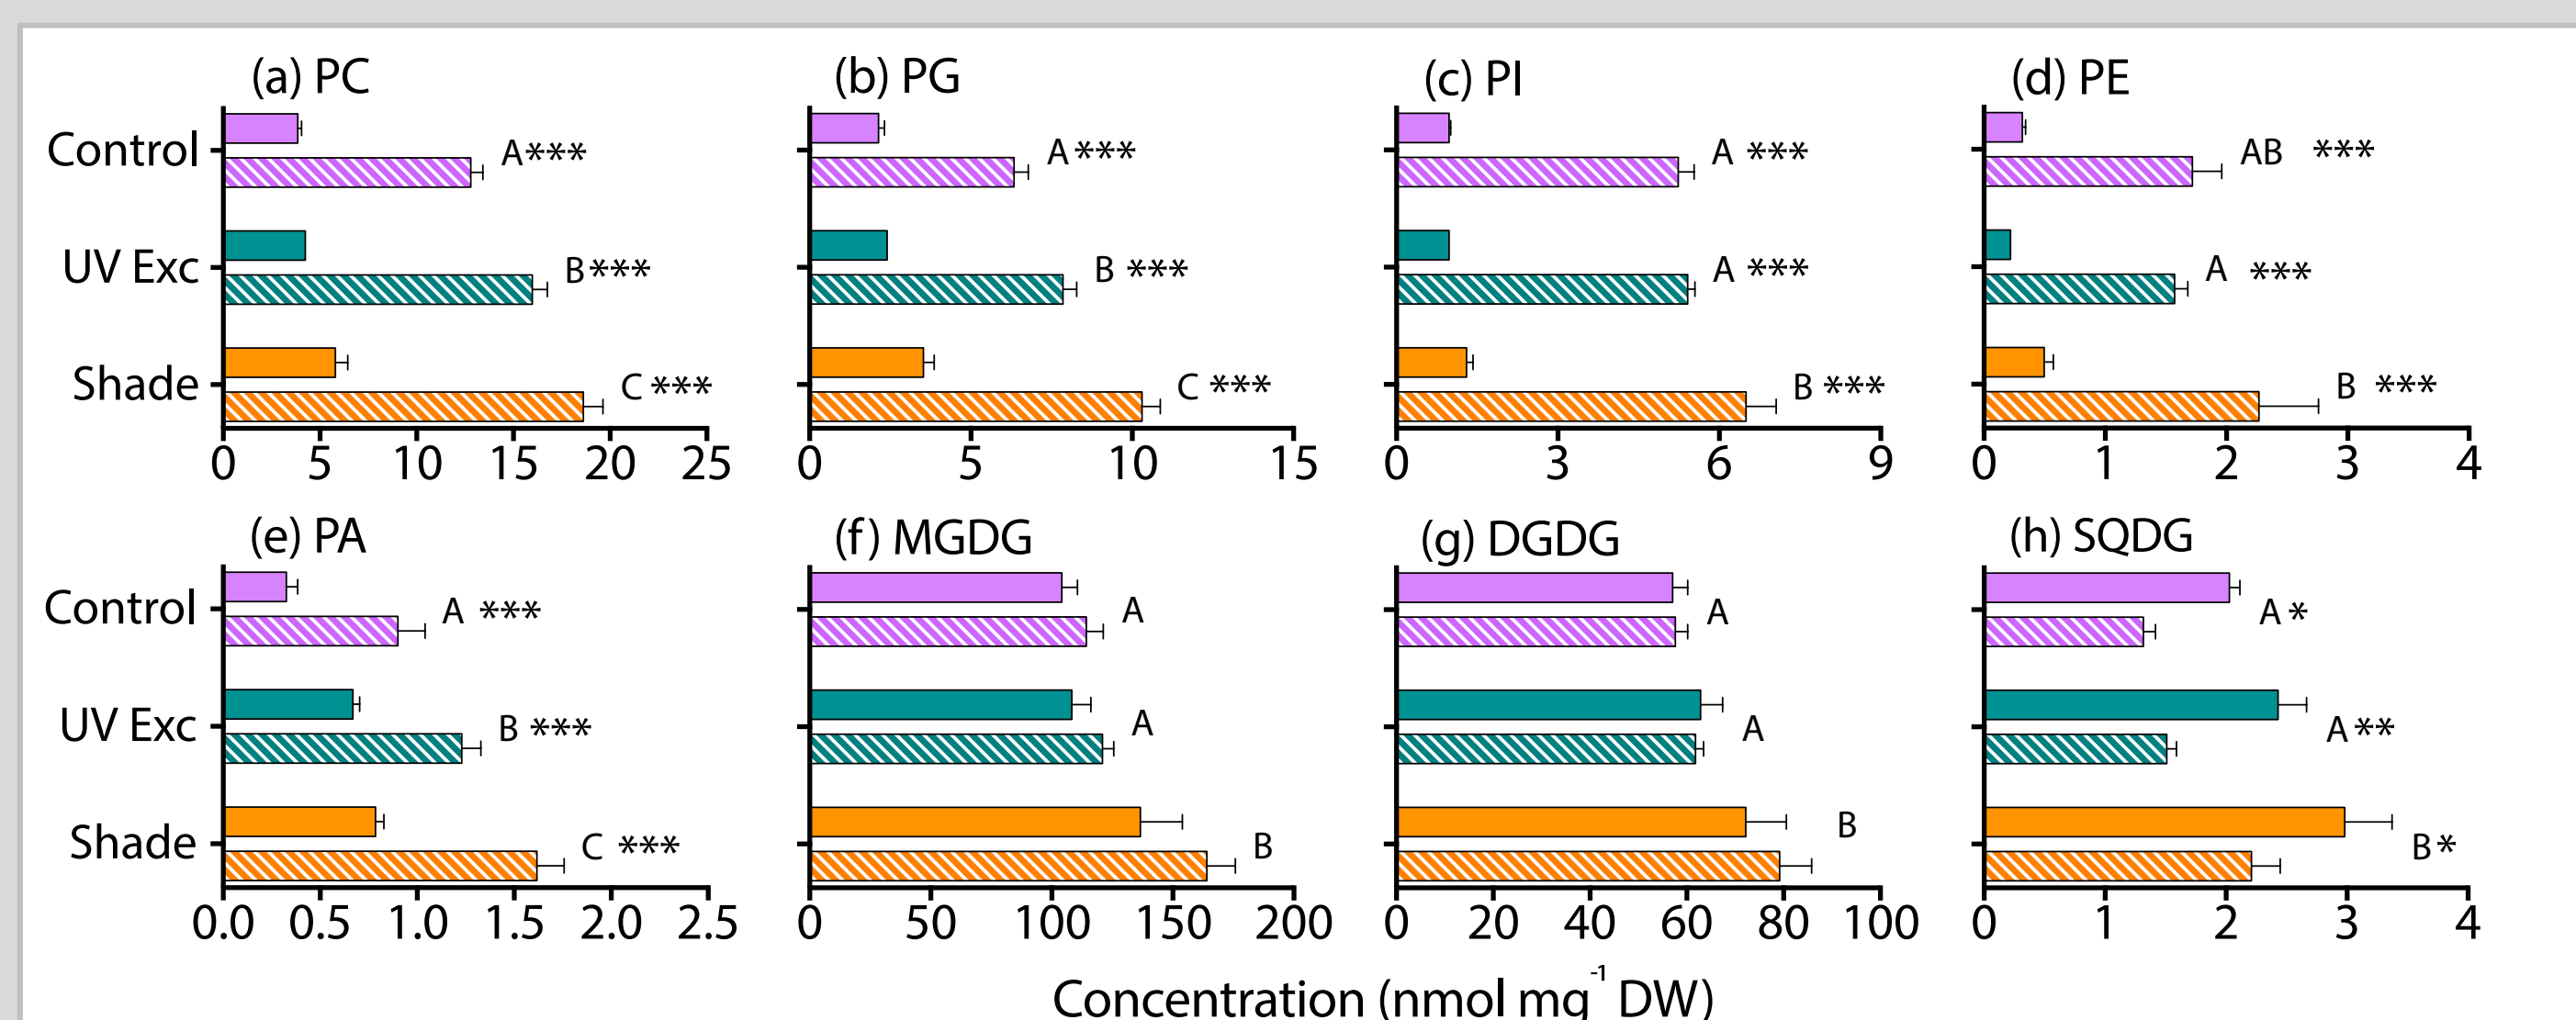 (a) PC (b) PG (c) PI (d) PE
Control A*** A*** A *** AB ***
UV Exc B*** B *** A *** A ***
Shade C *** C *** B *** B ***
0 5 10 15 20 25 0 5 10 15 0 3 6 9 0 1 2 3 4
(e) PA (f) MGDG (g) DGDG (h) SQDG
Control A *** A A A *
UV Exc B *** A A A **
Shade C *** B B B *
0.0 0.5 1.0 1.5 2.0 2.5 0 50 100 150 200 0 20 40 60 80 100 0 1 2 3 4
Concentration (nmol mg⁻¹ DW)